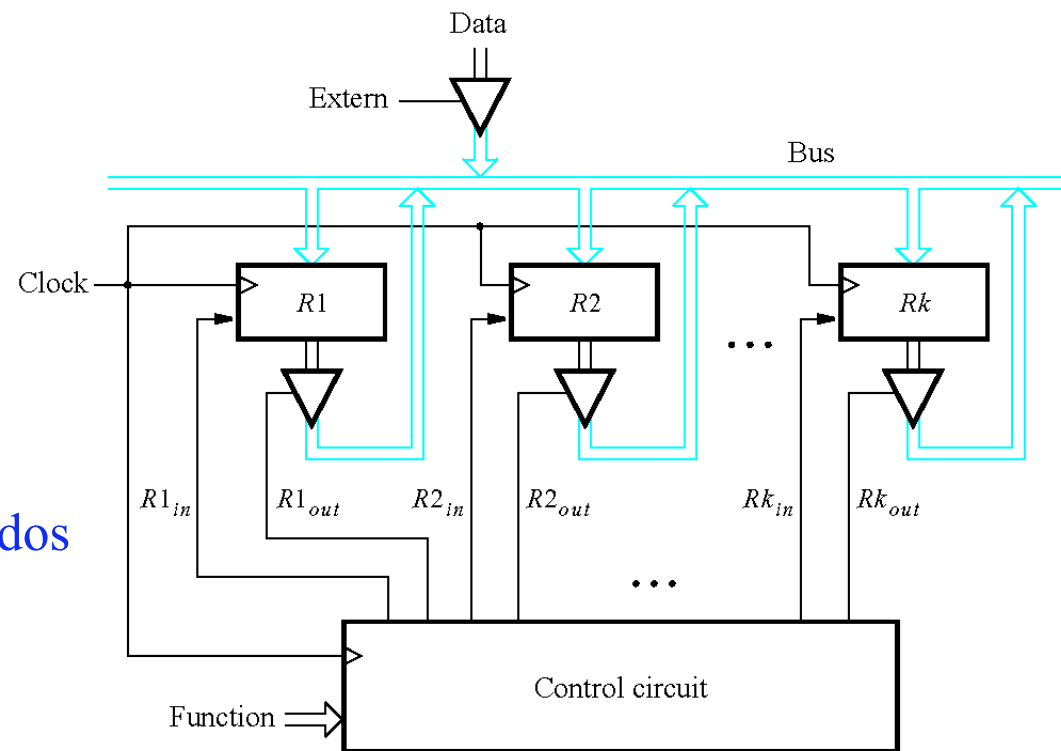 Data
Extern
Bus
Clock
R1
R2
Rk
...
R1in R1out R2in R2out Rkin Rkout
dos
...
Control circuit
Function